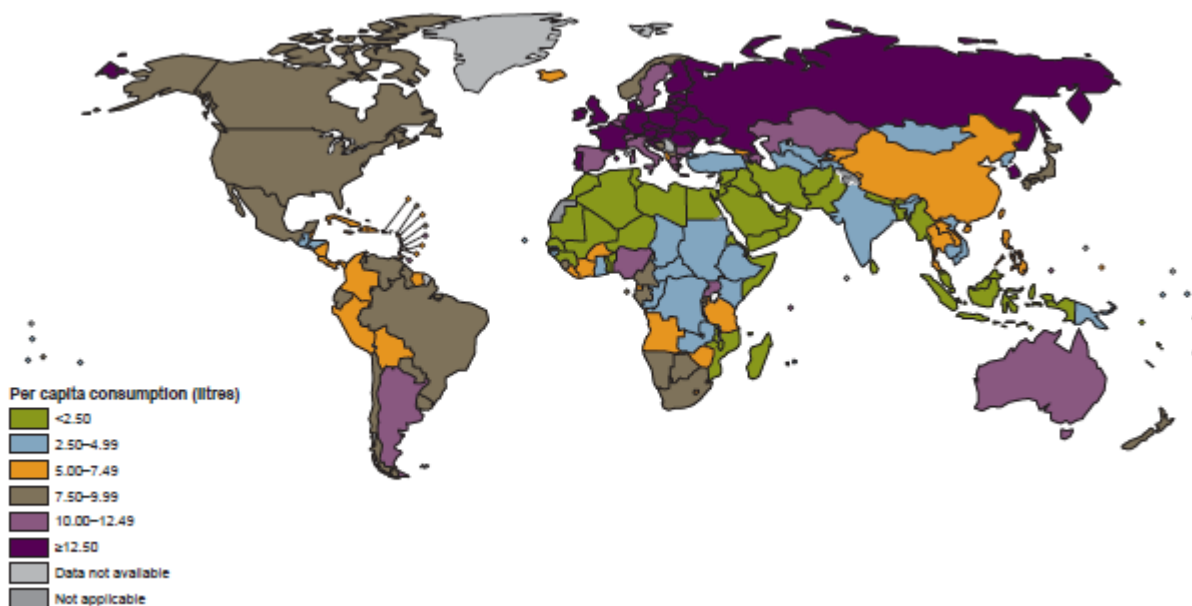 Per capita consumption (litres)
<2.50
2.50–4.99
5.00–7.49
7.50–9.99
10.00–12.49
≥12.50
Data not available
Not applicable